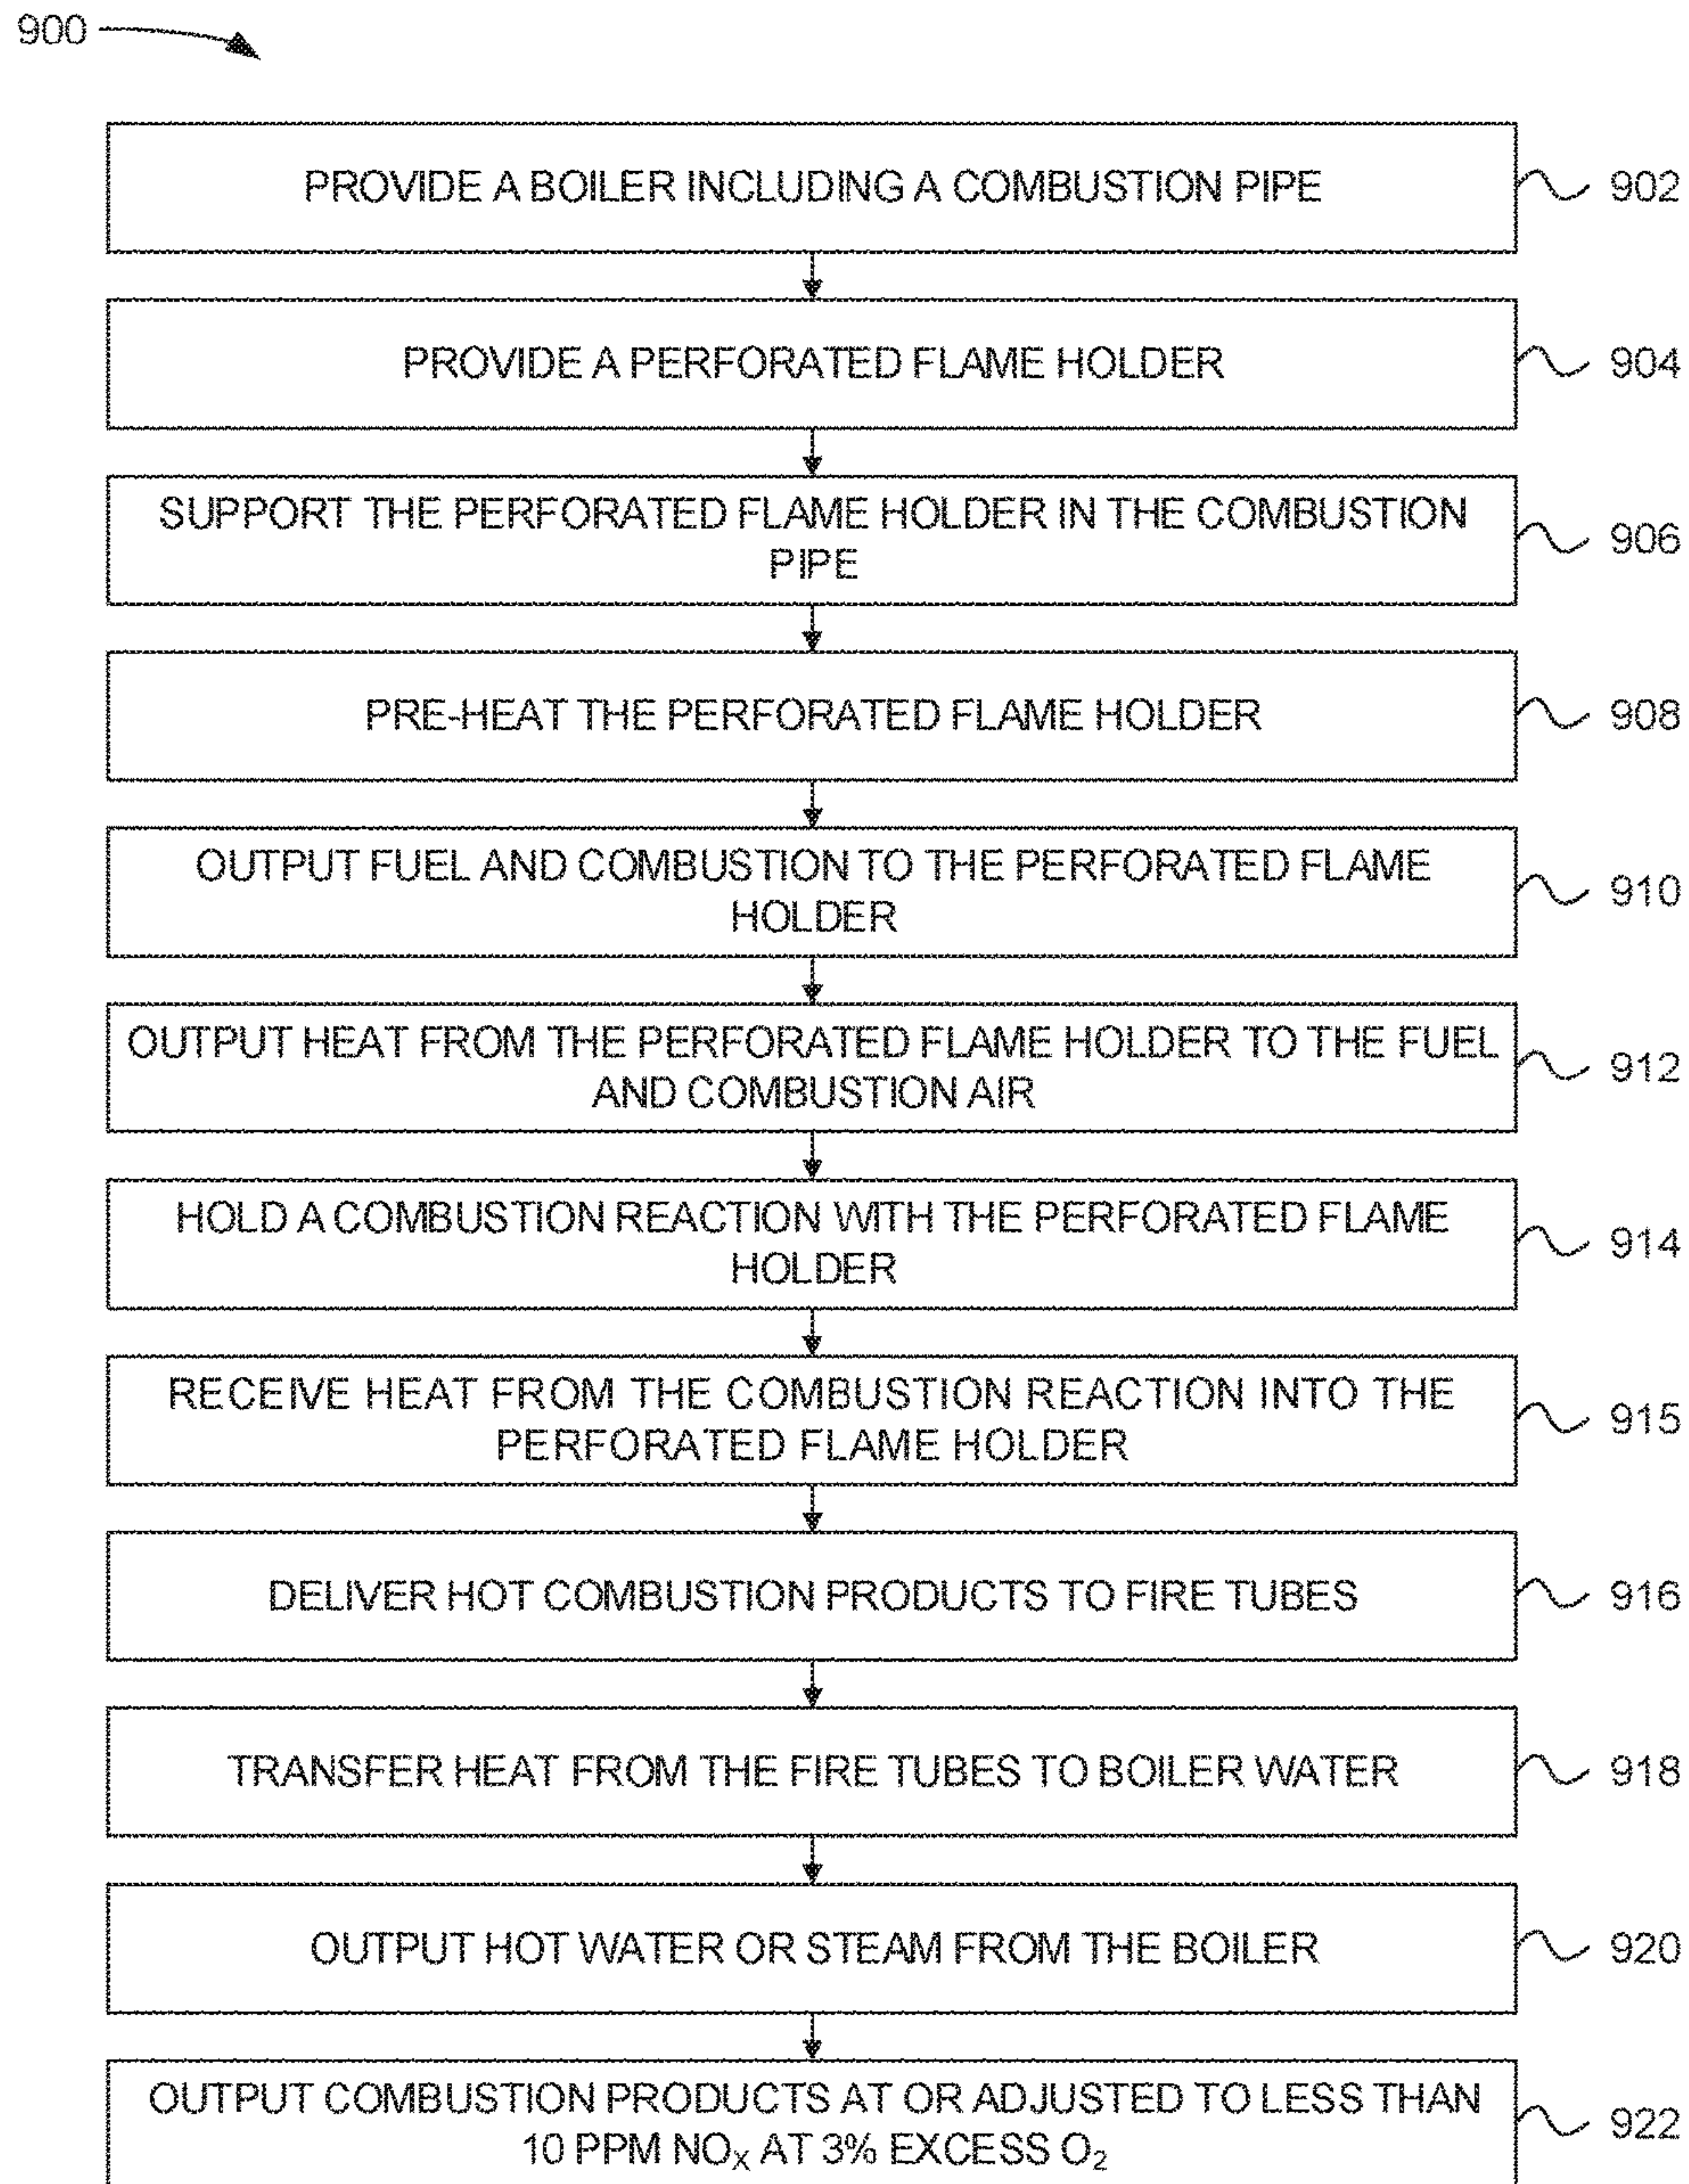 900
PROVIDE A BOILER INCLUDING A COMBUSTION PIPE
902
PROVIDE A PERFORATED FLAME HOLDER
904
SUPPORT THE PERFORATED FLAME HOLDER IN THE COMBUSTION
PIPE
906
PRE-HEAT THE PERFORATED FLAME HOLDER
908
OUTPUT FUEL AND COMBUSTION TO THE PERFORATED FLAME
HOLDER
910
OUTPUT HEAT FROM THE PERFORATED FLAME HOLDER TO THE FUEL
AND COMBUSTION AIR
912
HOLD A COMBUSTION REACTION WITH THE PERFORATED FLAME
HOLDER
914
RECEIVE HEAT FROM THE COMBUSTION REACTION INTO THE
PERFORATED FLAME HOLDER
915
DELIVER HOT COMBUSTION PRODUCTS TO FIRE TUBES
916
TRANSFER HEAT FROM THE FIRE TUBES TO BOILER WATER
918
OUTPUT HOT WATER OR STEAM FROM THE BOILER
920
OUTPUT COMBUSTION PRODUCTS AT OR ADJUSTED TO LESS THAN
10 PPM NOX AT 3% EXCESS O2
922